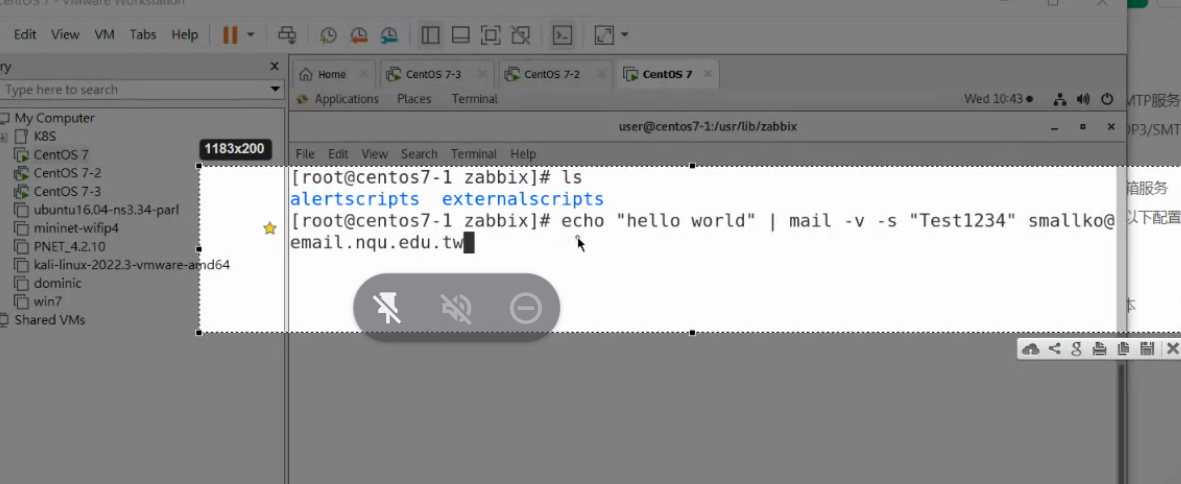 CentOS 7 - VMware Workstation
Edit View VM Tabs Help
ry
Type here to search
My Computer
K8S
CentOS 7
CentOS 7-2
CentOS 7-3
ubuntu16.04-ns3.34-parl
mininet-wifip4
PNET_4.2.10
kali-linux-2022.3-vmware-amd64
dominic
win7
Shared VMs
1183x200
Home CentOS 7-3 CentOS 7-2 CentOS 7
Applications Places Terminal Wed 10:43
user@centos7-1:/usr/lib/zabbix
File Edit View Search Terminal Help
[root@centos7-1 zabbix]# ls
alertscripts externalscripts
[root@centos7-1 zabbix]# echo "hello world" | mail -v -s "Test1234" smallko@
email.nqu.edu.tw
MTP服务
OP3/SMT
箱服务
以下配置
本